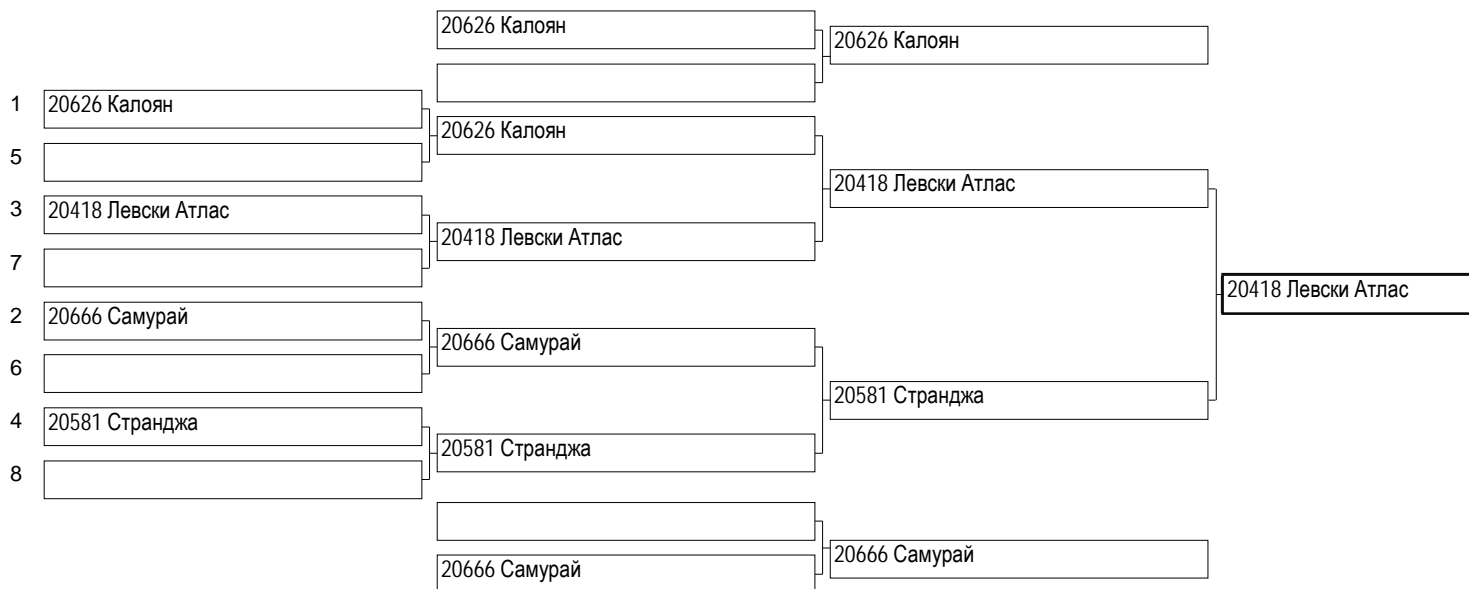 20626 Калоян
20626 Калоян
1 20626 Калоян
20626 Калоян
5
20418 Левски Атлас
3 20418 Левски Атлас
20418 Левски Атлас
7
20418 Левски Атлас
2 20666 Самурай
20666 Самурай
6
20581 Странджа
4 20581 Странджа
20581 Странджа
8
20666 Самурай
20666 Самурай